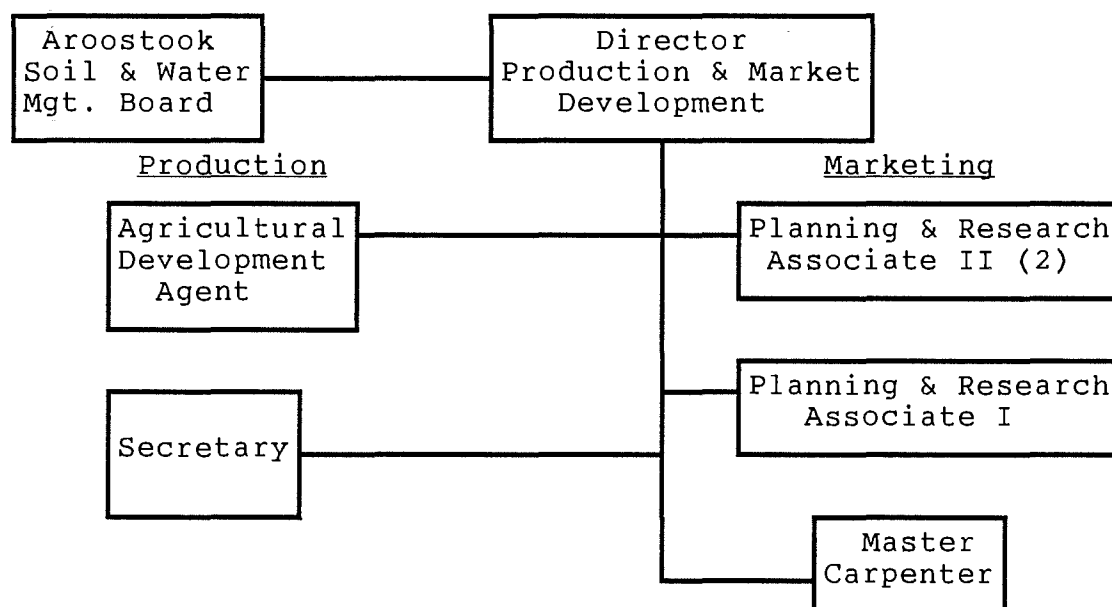 Aroostook
Soil & Water
Mgt. Board
Director
Production & Market
Development
Production
Marketing
Agricultural
Development
Agent
Planning & Research
Associate II (2)
Planning & Research
Associate I
Secretary
Master
Carpenter